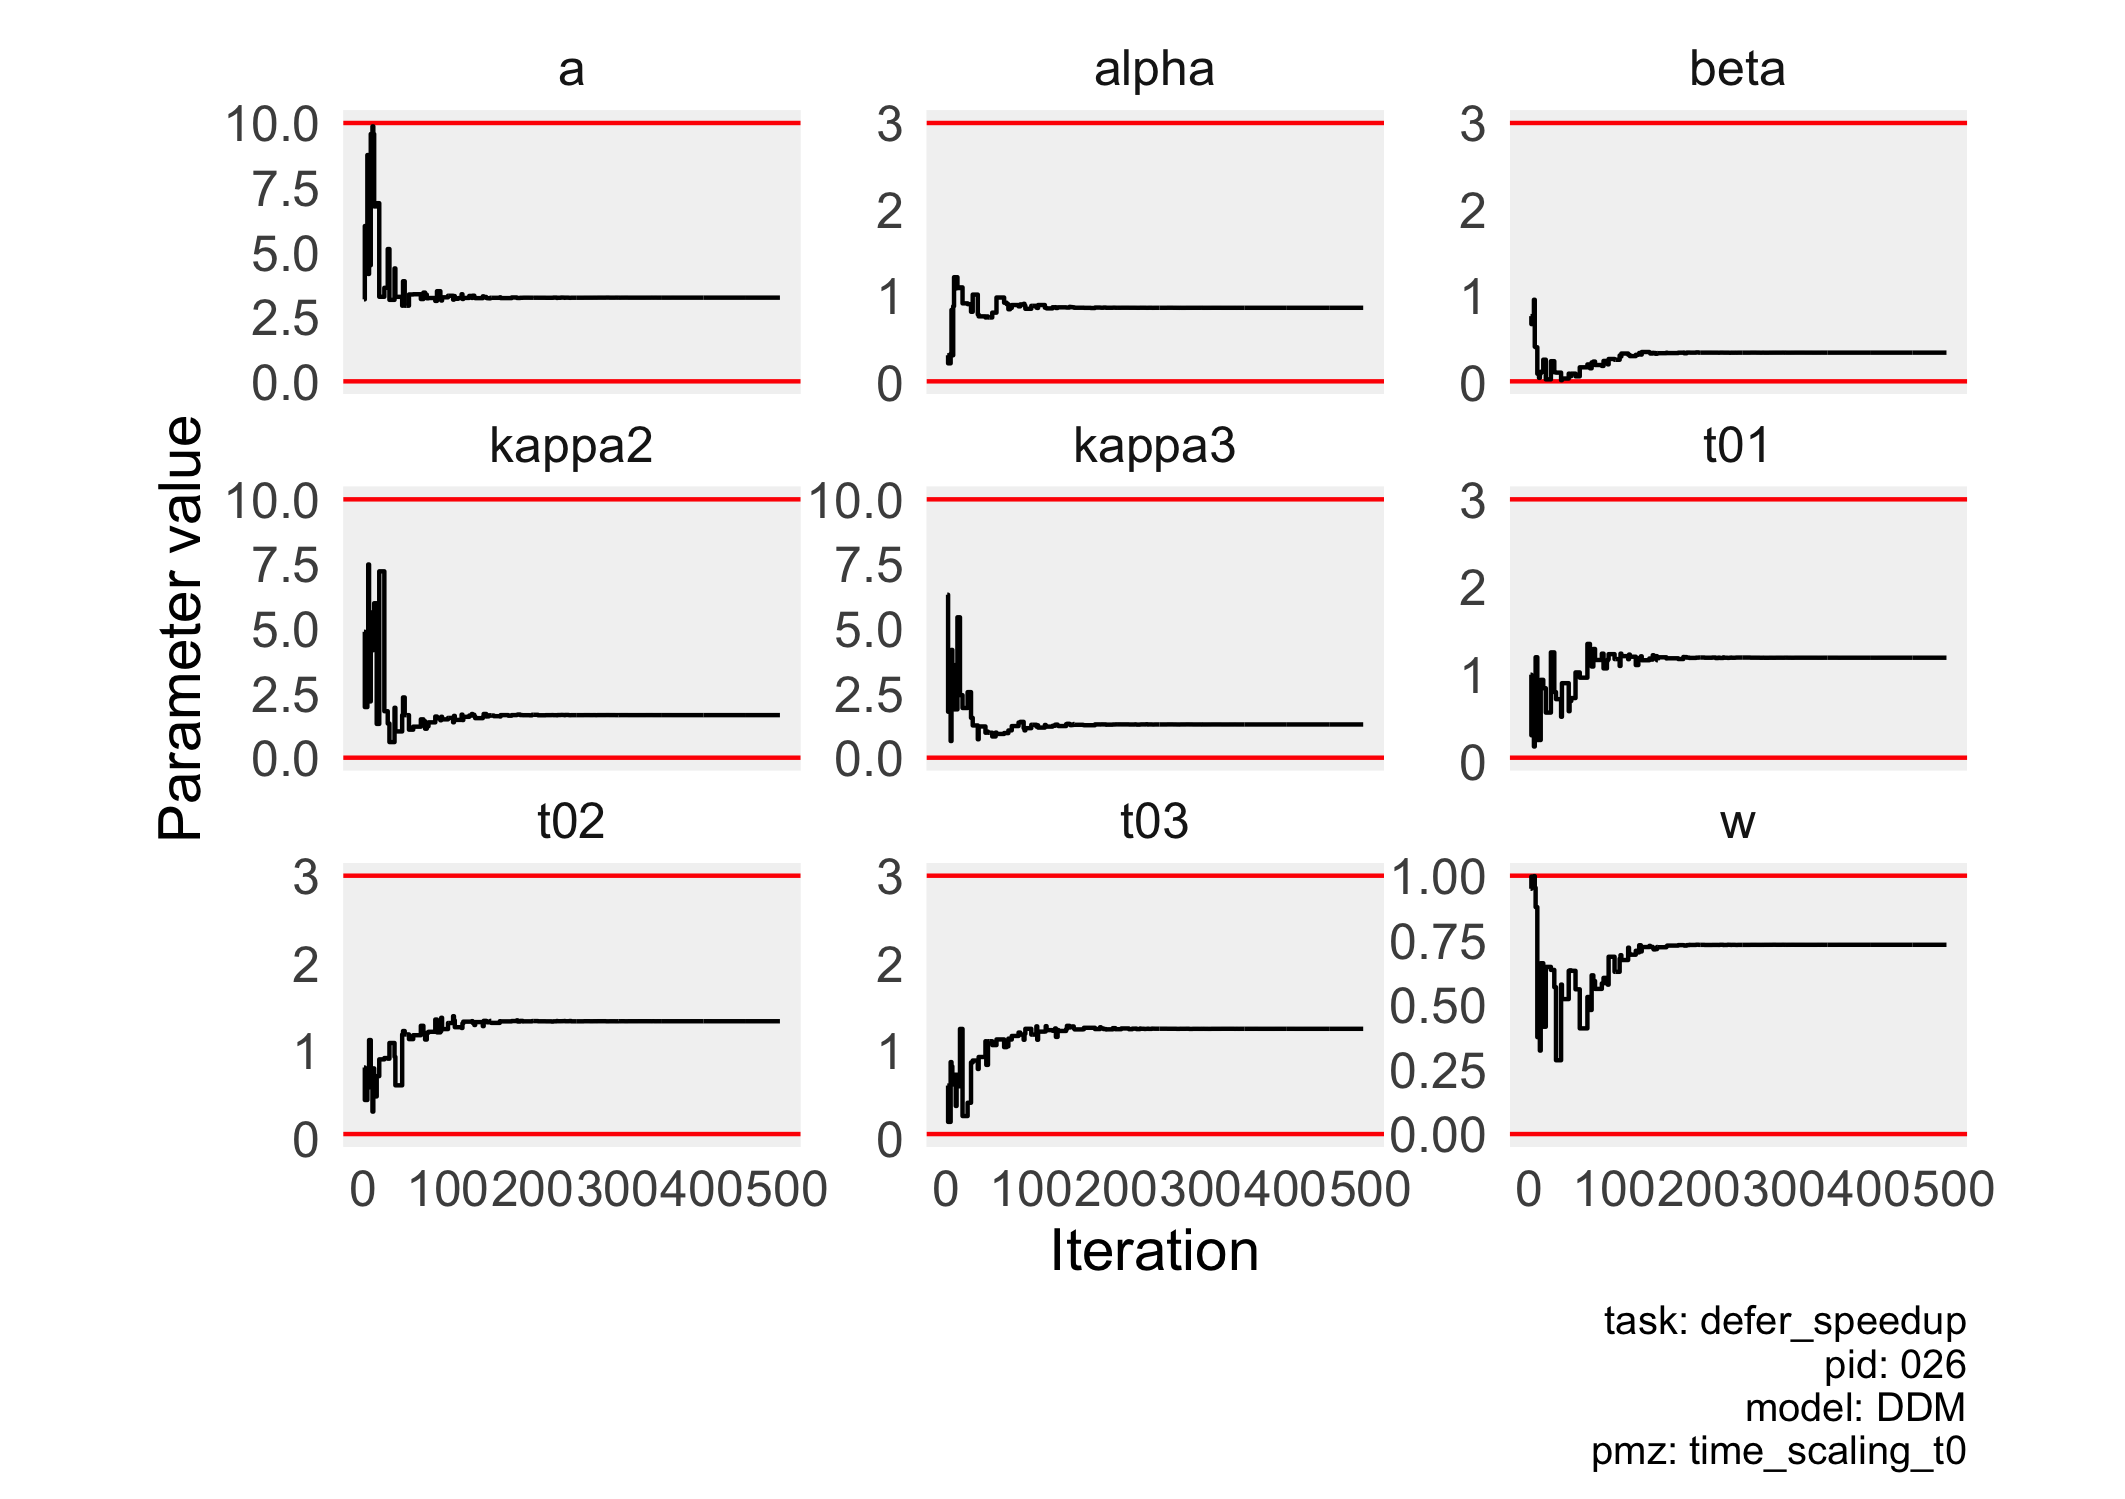 a alpha beta
10.0 3 3
7.5 2 2
5.0 1 1
2.5 0 0
0.0
kappa2 kappa3 t01
10.0 10.0 3
7.5 7.5 2
5.0 5.0 1
2.5 2.5 0
0.0 0.0
Parameter value
t02 t03 w
3 3 1.00
2 2 0.75
1 1 0.50
0 0 0.25
0.00
0 100200300400500 0 100200300400500 0 100200300400500
Iteration
task: defer_speedup
pid: 026
model: DDM
pmz: time_scaling_t0